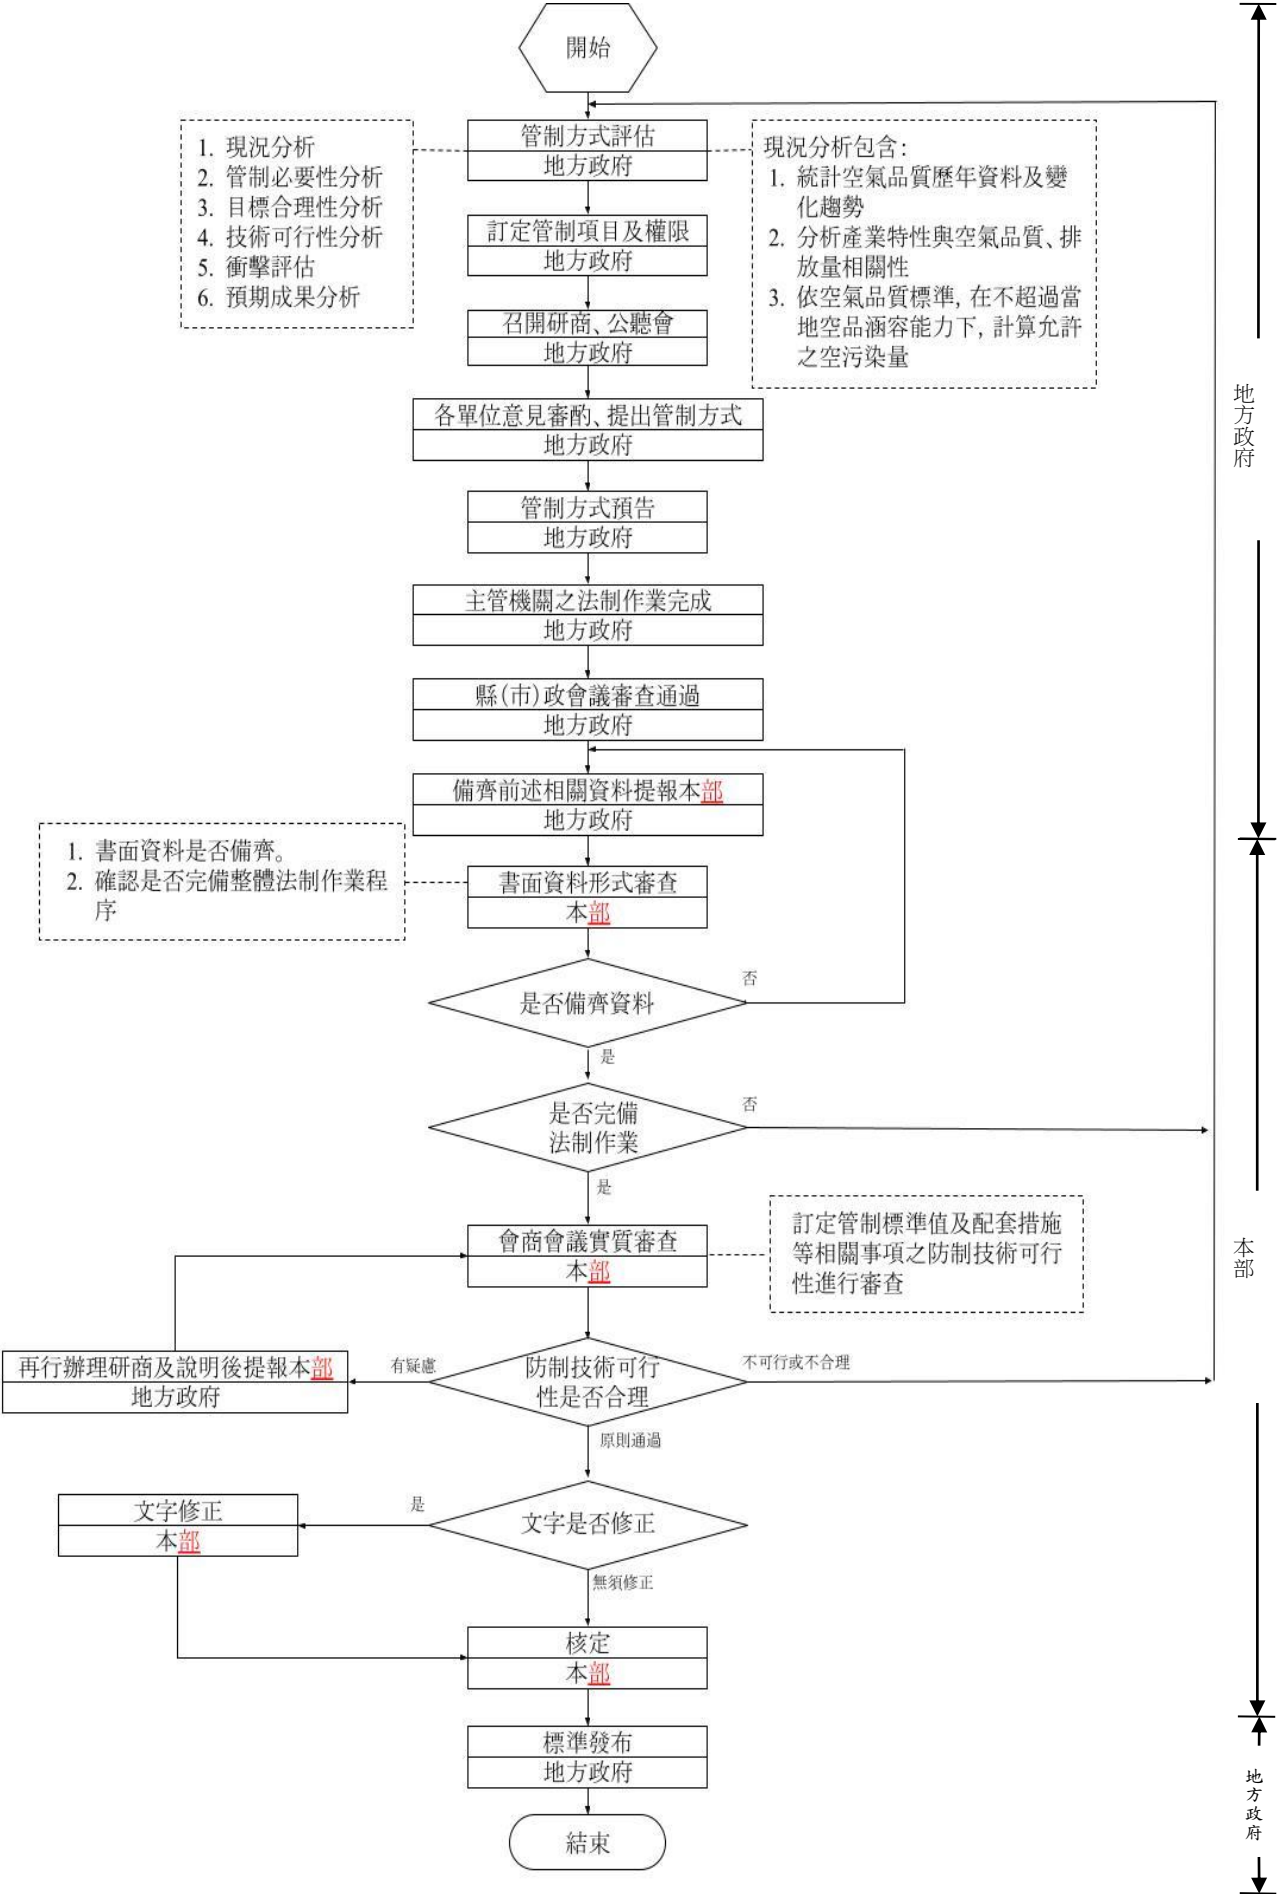 開始
管制方式評估
地方政府
1. 現況分析
2. 管制必要性分析
3. 目標合理性分析
4. 技術可行性分析
5. 衝擊評估
6. 預期成果分析
現況分析包含：
1. 統計空氣品質歷年資料及變
化趨勢
2. 分析產業特性與空氣品質、排
放量相關性
3. 依空氣品質標準, 在不超過當
地空品涵容能力下, 計算允許
之空污染量
訂定管制項目及權限
地方政府
召開研商、公聽會
地方政府
各單位意見審酌、提出管制方式
地方政府
管制方式預告
地方政府
主管機關之法制作業完成
地方政府
縣(市)政會議審查通過
地方政府
備齊前述相關資料提報本部
地方政府
地方政府
1. 書面資料是否備齊。
2. 確認是否完備整體法制作業程
序
書面資料形式審查
本部
是否備齊資料
否
是
是否完備
法制作業
否
是
會商會議實質審查
本部
訂定管制標準值及配套措施
等相關事項之防制技術可行
性進行審查
本部
再行辦理研商及說明後提報本部
地方政府
有疑慮
防制技術可行
性是否合理
不可行或不合理
原則通過
文字修正
本部
是
文字是否修正
無須修正
核定
本部
標準發布
地方政府
地方政府
結束